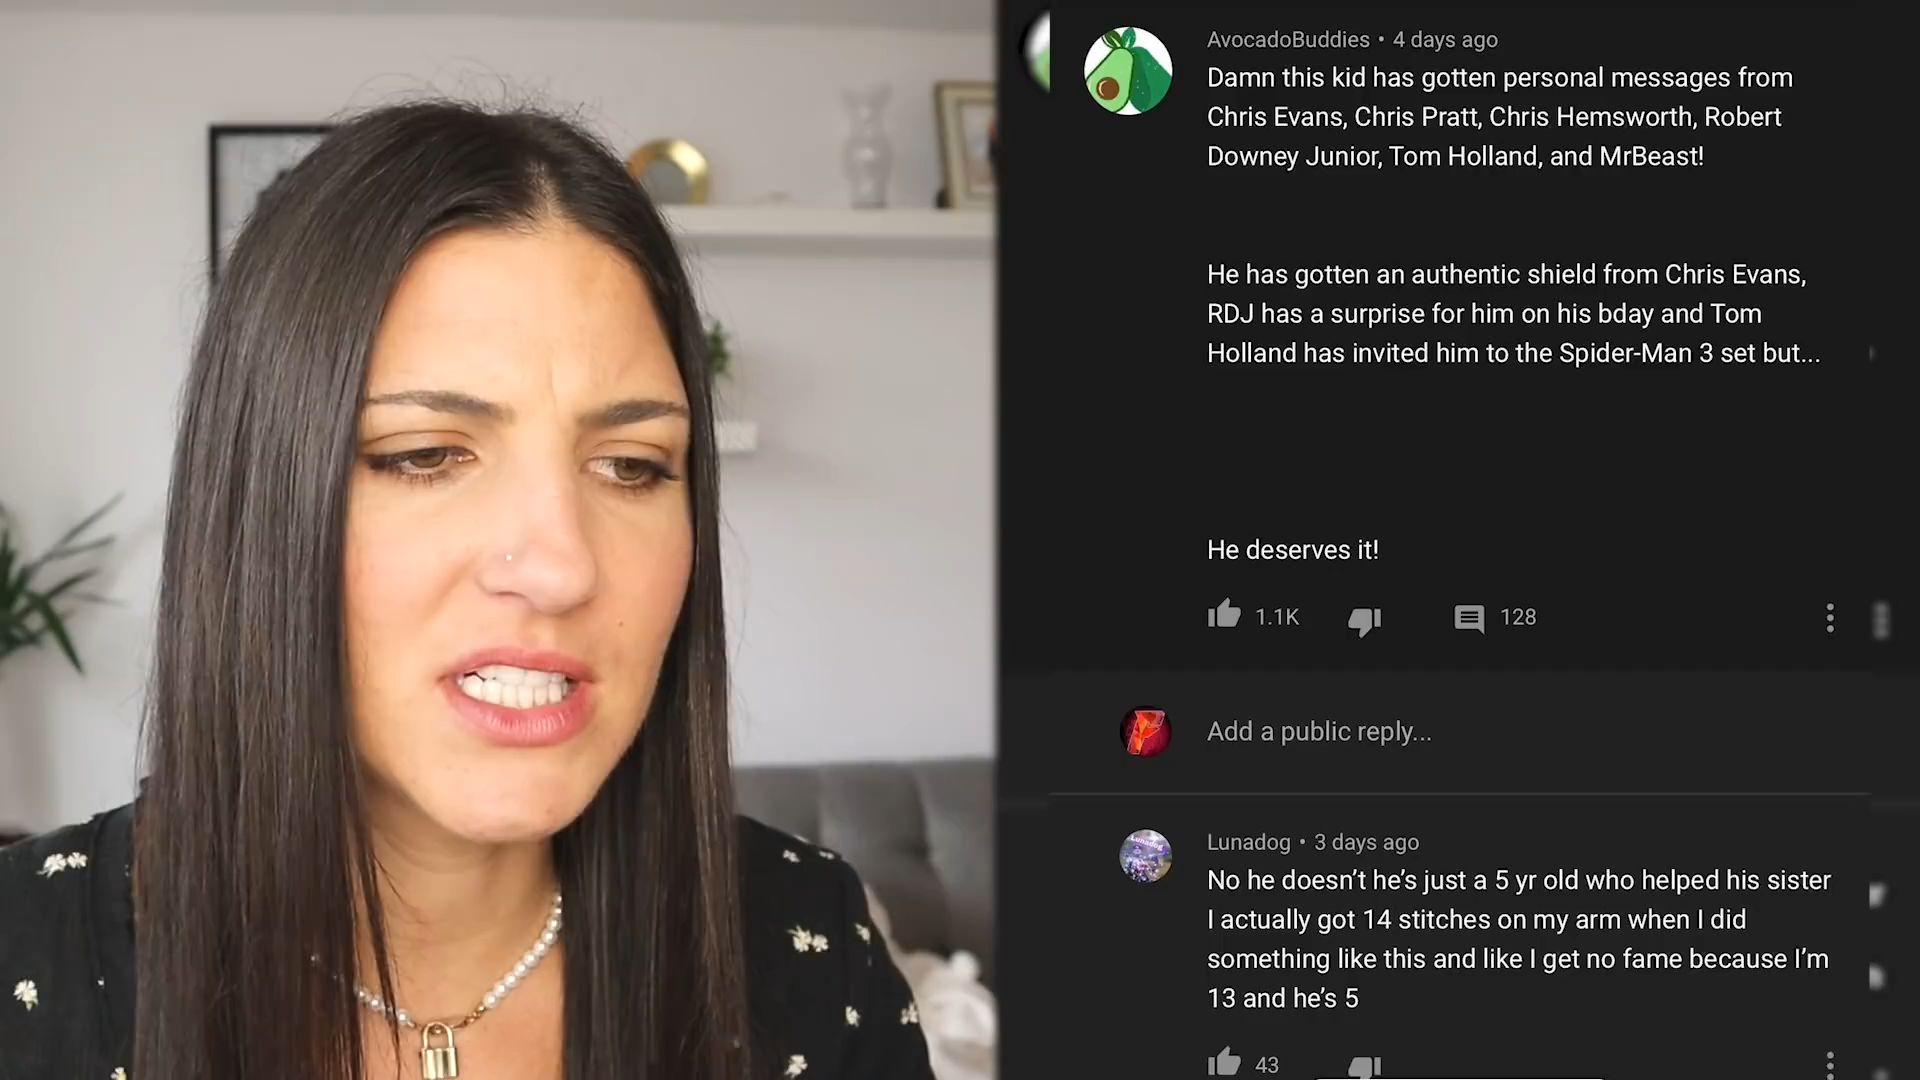 AvocadoBuddies • 4 days ago
Damn this kid has gotten personal messages from
Chris Evans, Chris Pratt, Chris Hemsworth, Robert
Downey Junior, Tom Holland, and MrBeast!
He has gotten an authentic shield from Chris Evans,
RDJ has a surprise for him on his bday and Tom
Holland has invited him to the Spider-Man 3 set but...
He deserves it!
1.1K 128
Add a public reply...
Lunadog • 3 days ago
No he doesn’t he’s just a 5 yr old who helped his sister
I actually got 14 stitches on my arm when I did
something like this and like I get no fame because I’m
13 and he’s 5
43